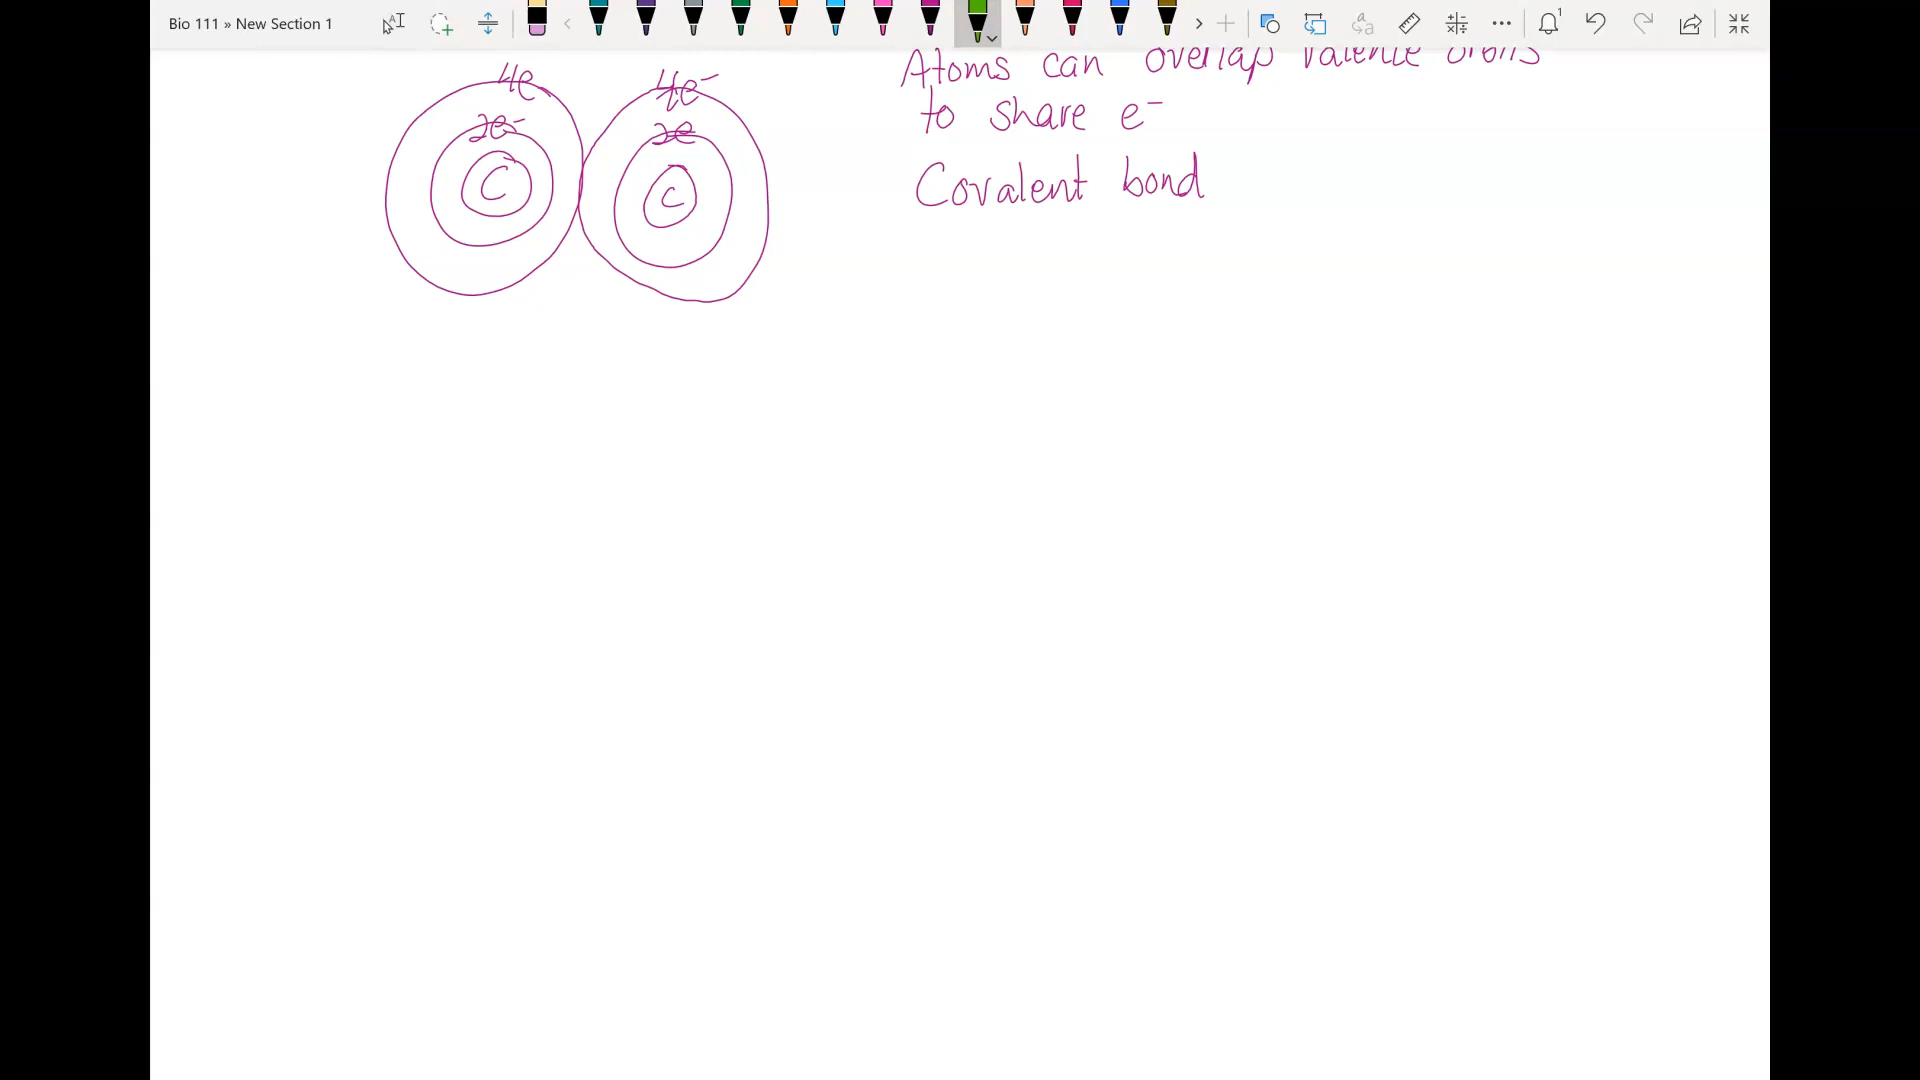 Bio 111 » New Section 1
Atoms can overlap valence orbits
to share e⁻
Covalent bond
4e 4e⁻
2e⁻ 2e
C C